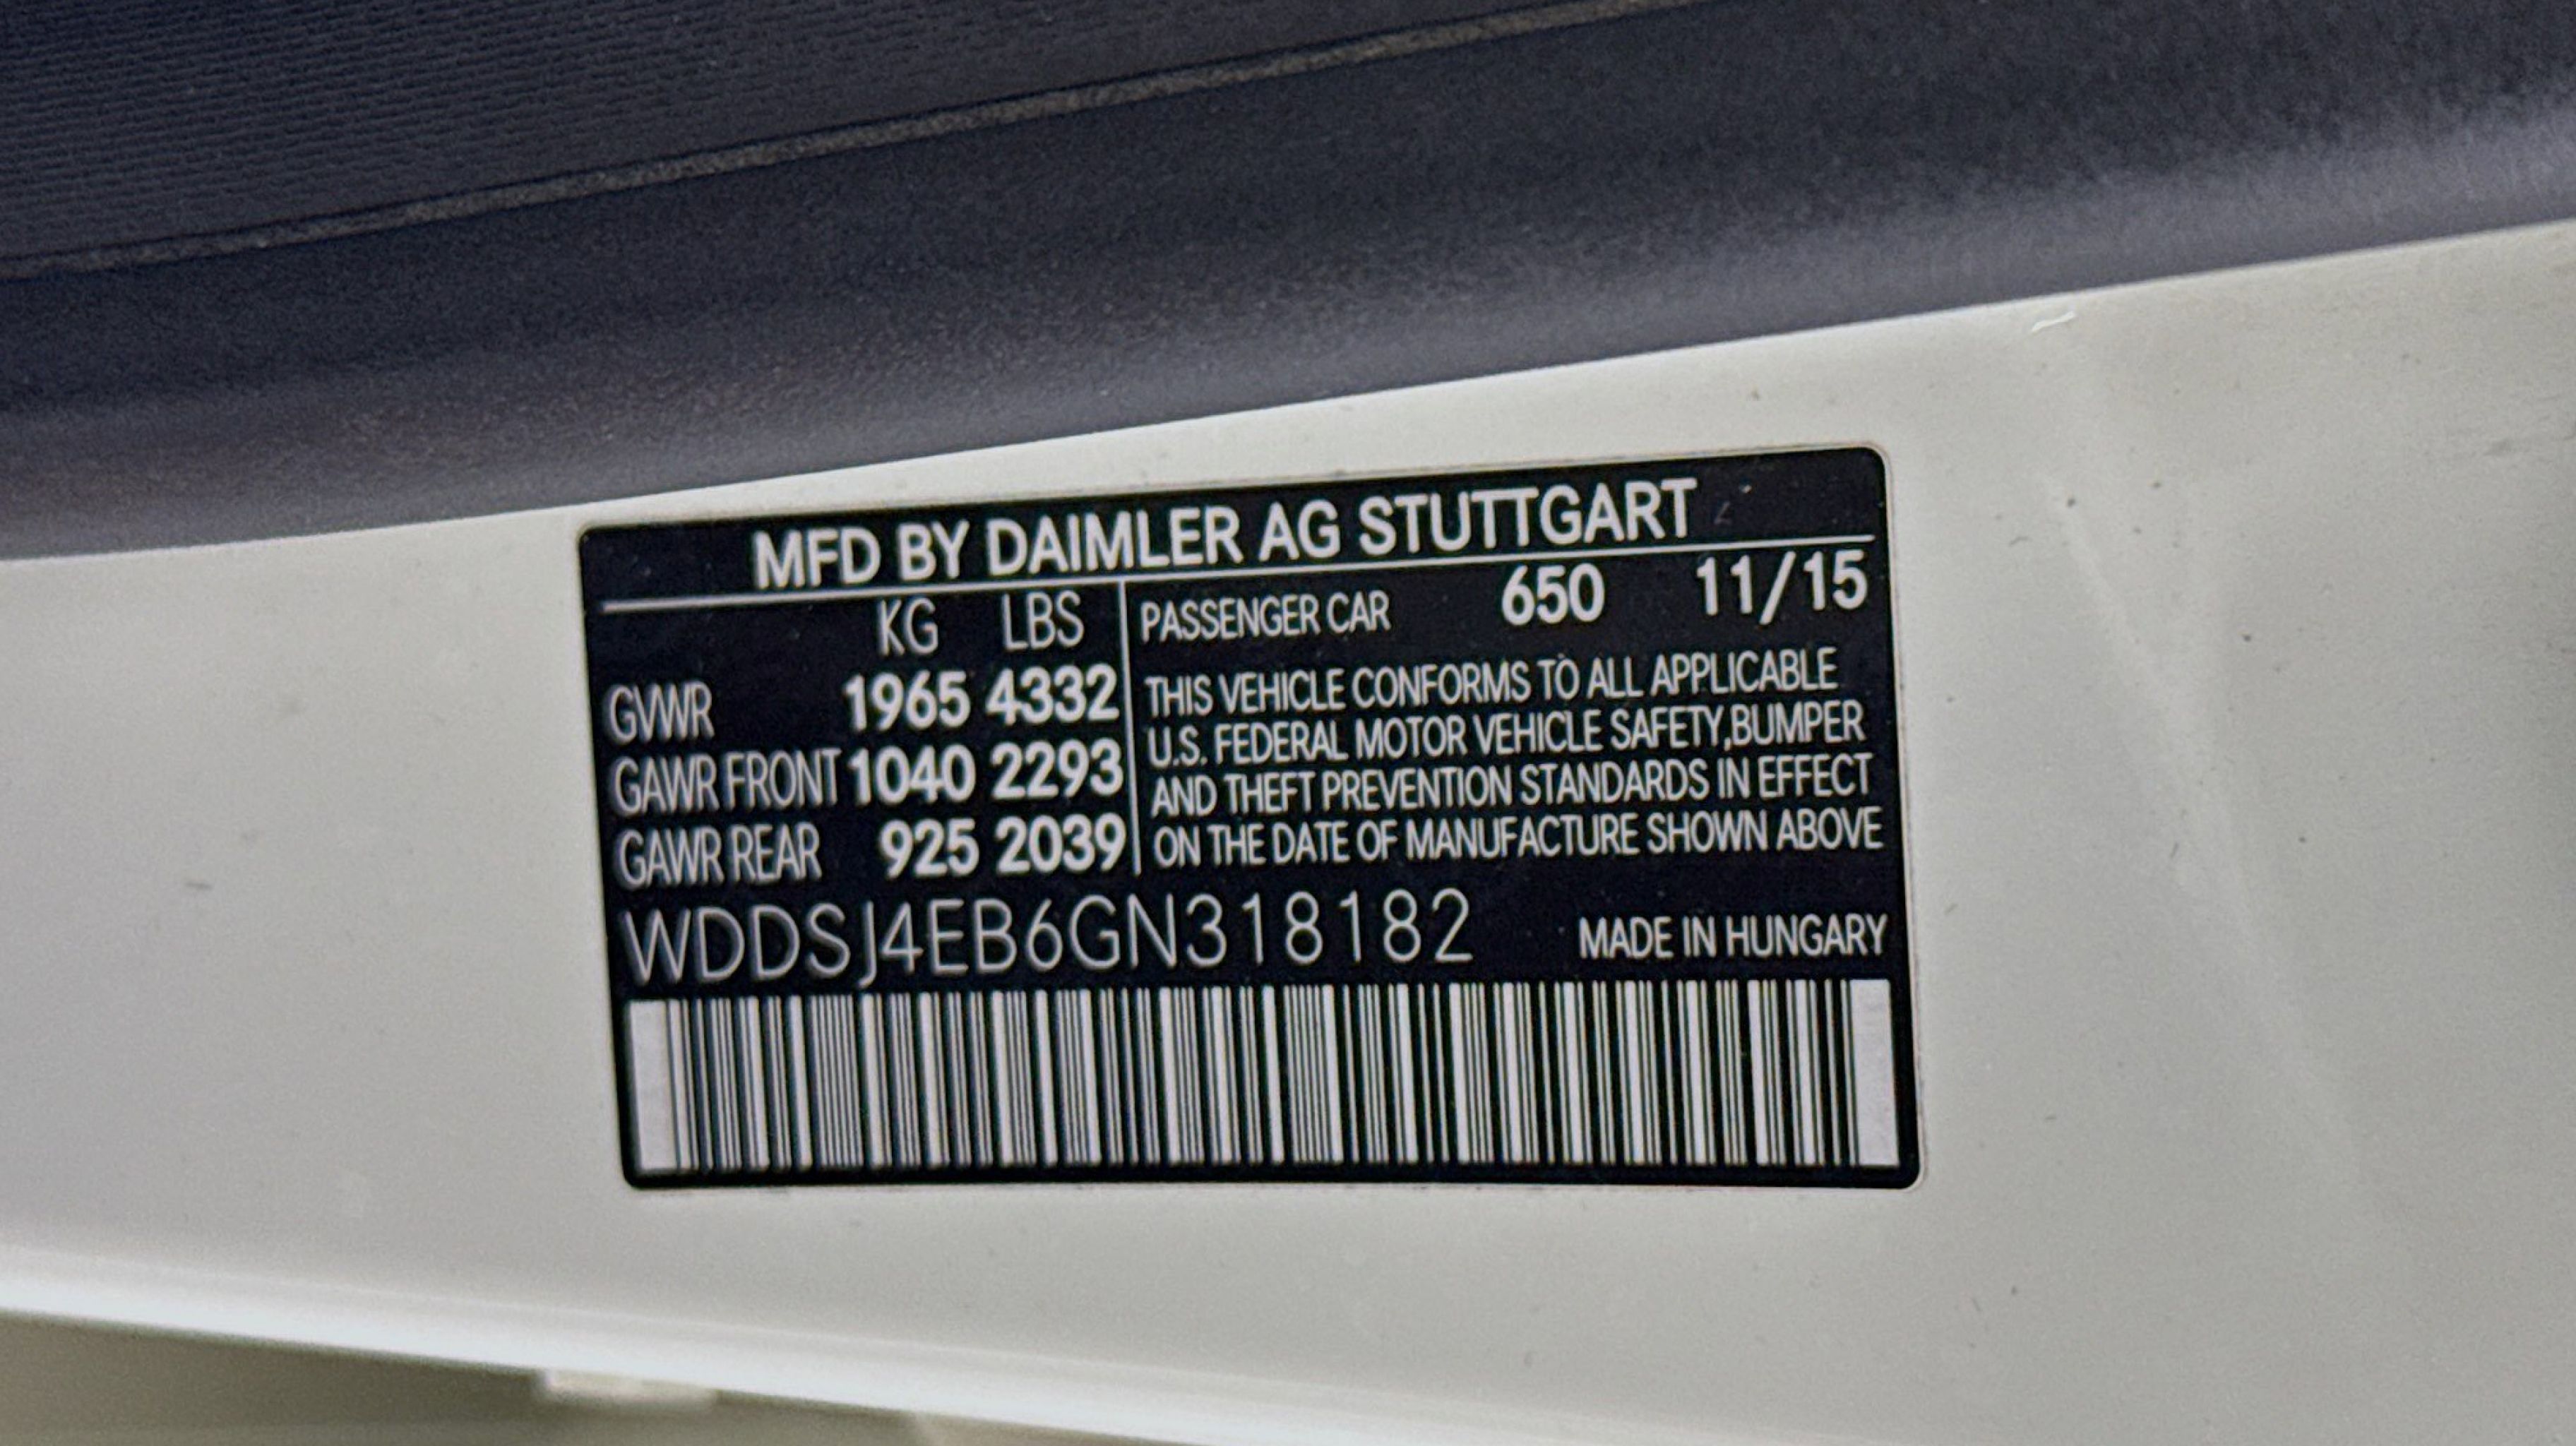 MFD BY DAIMLER AG STUTTGART
KG LBS
GVWR 1965 4332
GAWR FRONT 1040 2293
GAWR REAR 925 2039
PASSENGER CAR 650 11/15
THIS VEHICLE CONFORMS TO ALL APPLICABLE
U.S. FEDERAL MOTOR VEHICLE SAFETY,BUMPER
AND THEFT PREVENTION STANDARDS IN EFFECT
ON THE DATE OF MANUFACTURE SHOWN ABOVE
WDDSJ4EB6GN318182 MADE IN HUNGARY